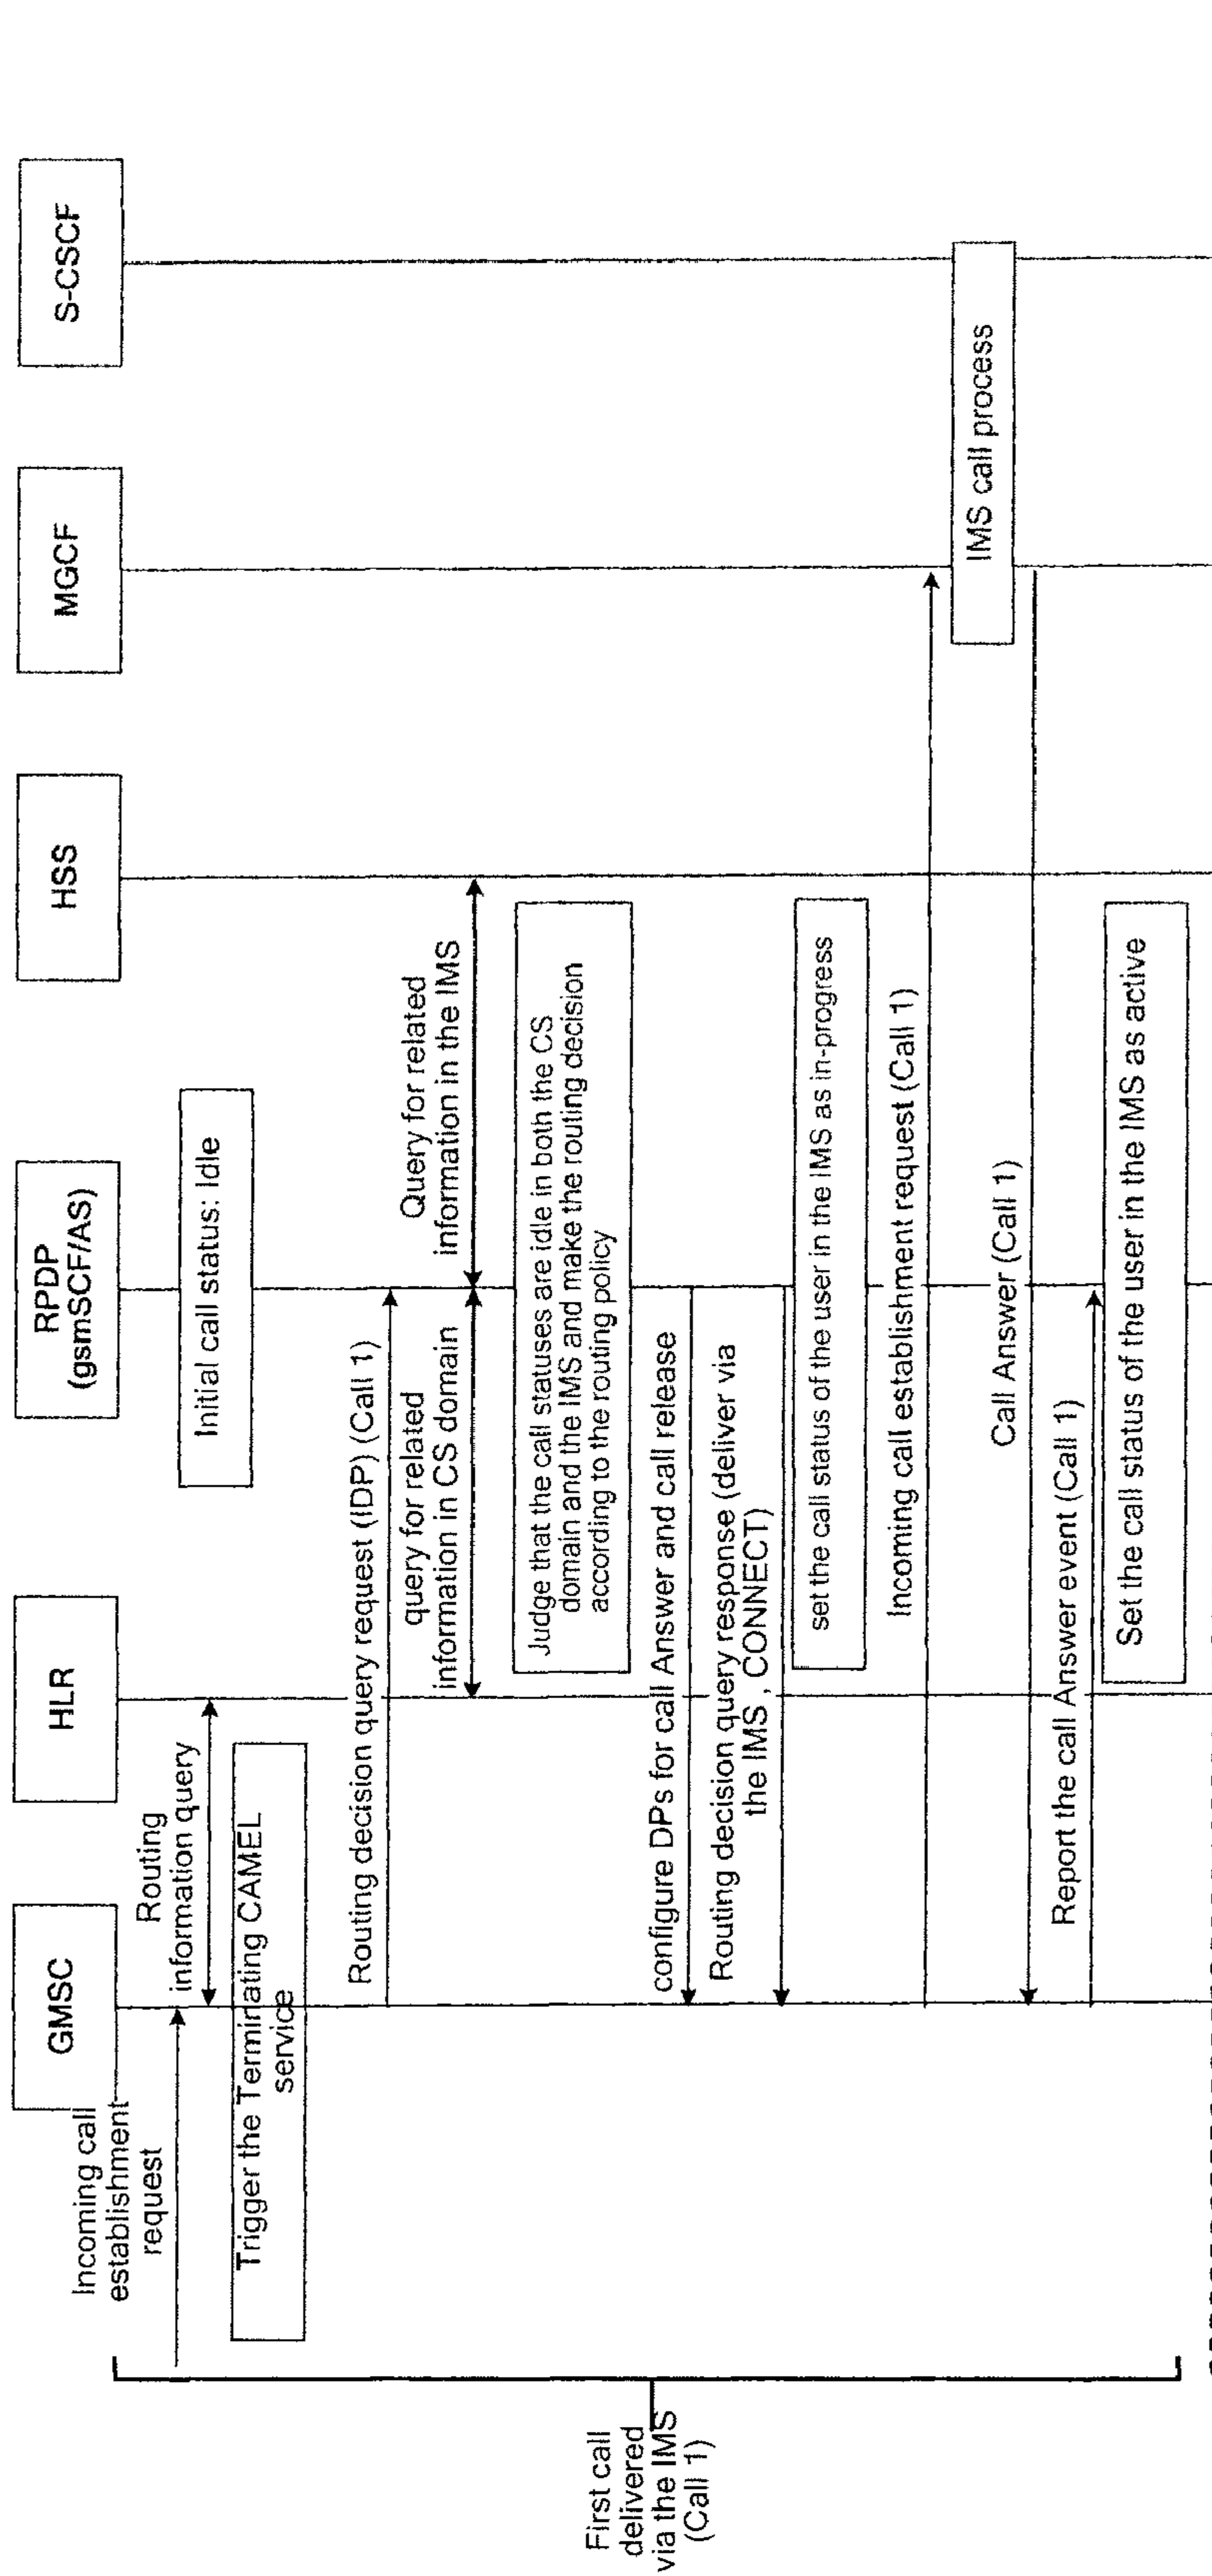 GMSC
HLR
RPDP
(gsmSCF/AS)
HSS
MGCF
S-CSCF
Incoming call
establishment
request
Routing
information query
Initial call status: Idle
Trigger the Terminating CAMEL
service
Routing decision query request (IDP) (Call 1)
query for related
information in CS domain
Query for related
information in the IMS
Judge that the call statuses are idle in both the CS
domain and the IMS and make the routing decision
according to the routing policy
configure DPs for call Answer and call release
Routing decision query response (deliver via
the IMS , CONNECT)
set the call status of the user in the IMS as in-progress
Incoming call establishment request (Call 1)
IMS call process
Call Answer (Call 1)
Report the call Answer event (Call 1)
Set the call status of the user in the IMS as active
First call
delivered
via the IMS
(Call 1)